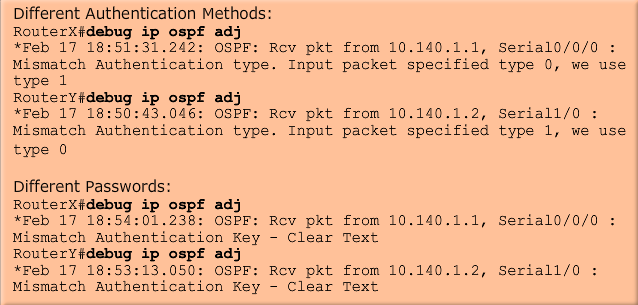 Different Authentication Methods:
RouterX#debug ip ospf adj
*Feb 17 18:51:31.242: OSPF: Rcv pkt from 10.140.1.1, Serial0/0/0 :
Mismatch Authentication type. Input packet specified type 0, we use
type 1
RouterY#debug ip ospf adj
*Feb 17 18:50:43.046: OSPF: Rcv pkt from 10.140.1.2, Serial1/0 :
Mismatch Authentication type. Input packet specified type 1, we use
type 0
Different Passwords:
RouterX#debug ip ospf adj
*Feb 17 18:54:01.238: OSPF: Rcv pkt from 10.140.1.1, Serial0/0/0 :
Mismatch Authentication Key - Clear Text
RouterY#debug ip ospf adj
*Feb 17 18:53:13.050: OSPF: Rcv pkt from 10.140.1.2, Serial1/0 :
Mismatch Authentication Key - Clear Text